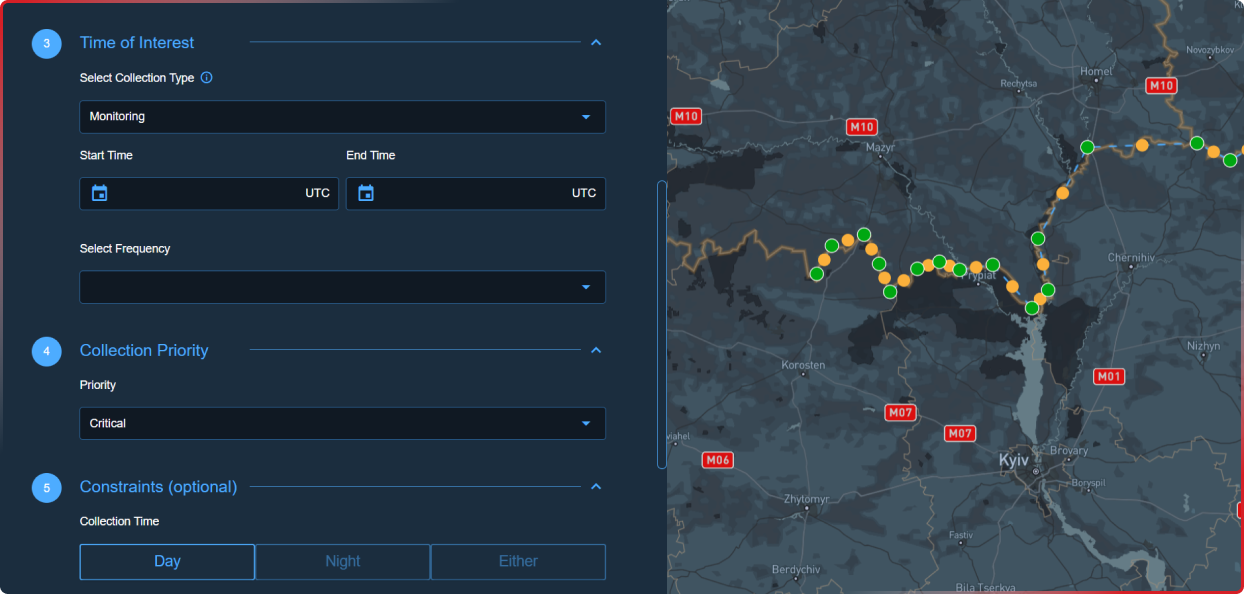 3
Time of Interest
Select Collection Type
Monitoring
Start Time
End Time
UTC
UTC
Select Frequency
4
Collection Priority
Priority
Critical
5
Constraints (optional)
Collection Time
Day
Night
Either
Novozybkov
Homel
Rechytsa
M10
M10
M10
Mazyr
Chernihiv
Nizhyn
Korosten
M01
M07
M07
M06
Kyiv
Brovary
Boryspil
Zhytomyr
Fastiv
Berdychiv
Bila Tserkva